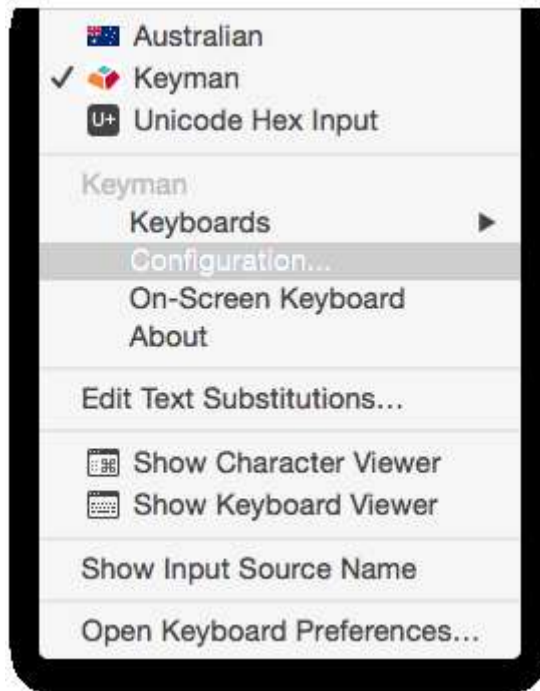 Australian
✓ Keyman
U+ Unicode Hex Input
Keyman
Keyboards ▶
Configuration...
On-Screen Keyboard
About
Edit Text Substitutions...
⌘ Show Character Viewer
Show Keyboard Viewer
Show Input Source Name
Open Keyboard Preferences...